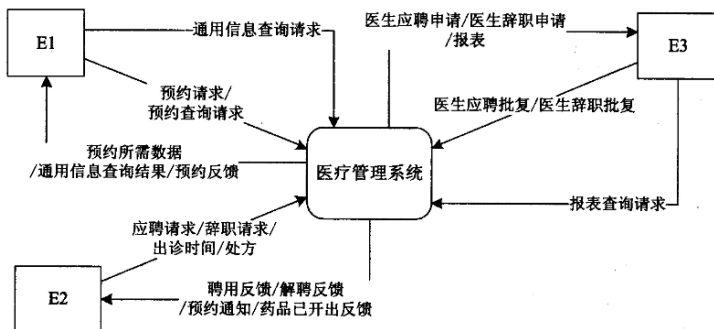 E1
通用信息查询请求
医生应聘申请/医生辞职申请
/报表
E3
预约请求/
预约查询请求
医生应聘批复/医生辞职批复
预约所需数据
/通用信息查询结果/预约反馈
医疗管理系统
报表查询请求
应聘请求/辞职请求/
出诊时间/处方
E2
聘用反馈/解聘反馈
/预约通知/药品已开出反馈